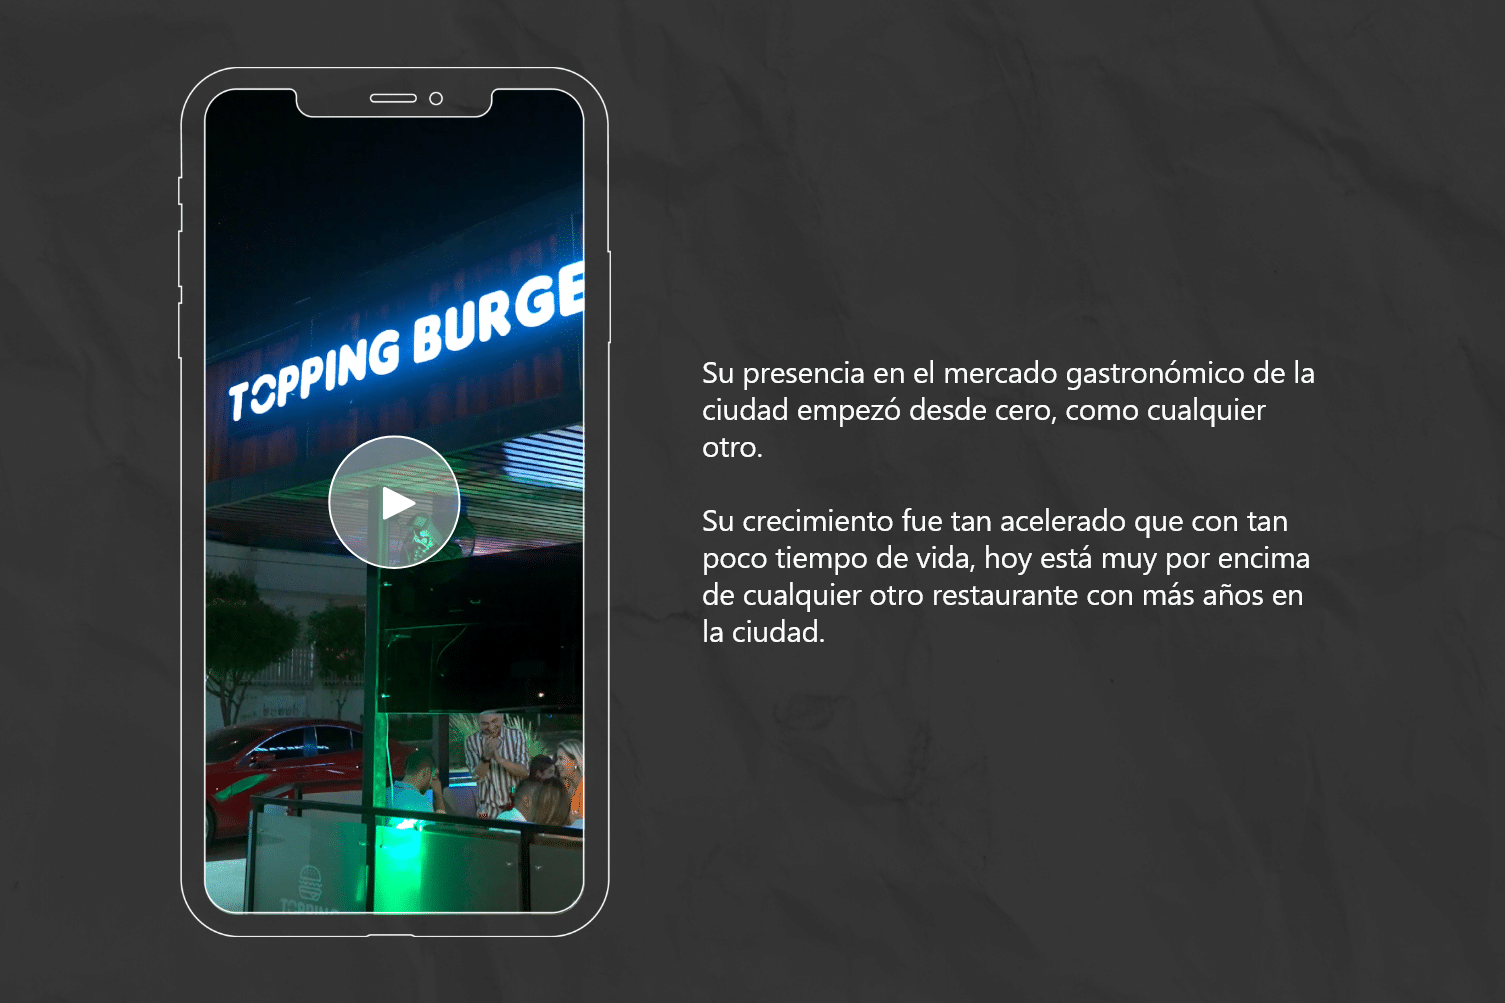 TOPPING BURGE
Su presencia en el mercado gastronómico de la
ciudad empezó desde cero, como cualquier
otro.
Su crecimiento fue tan acelerado que con tan
poco tiempo de vida, hoy está muy por encima
de cualquier otro restaurante con más años en
la ciudad.
TOPPING